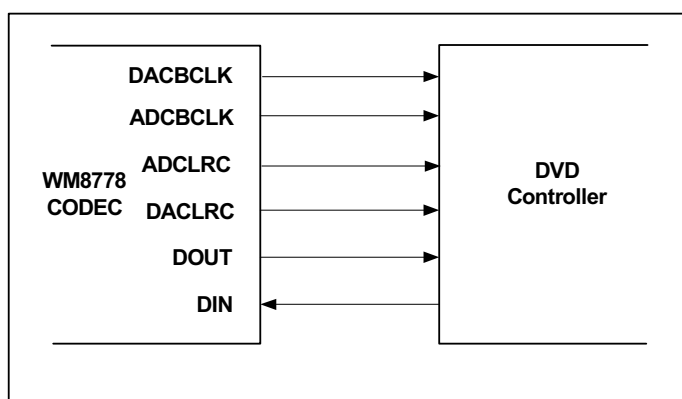 DACBCLK
ADCBCLK
ADCLRC
WM8778
CODEC
DACLRC
DOUT
DIN
DVD
Controller